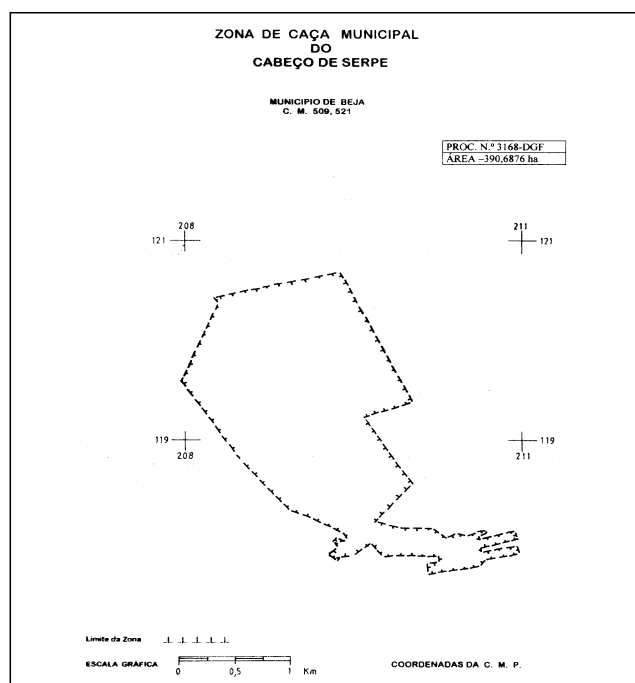 ZONA DE CAÇA MUNICIPAL
DO
CABEÇO DE SERPE
MUNICIPIO DE BEJA
C. M. 509, 521
PROC. N.º 3168-DGF
ÁREA –390,6876 ha
208
211
121
121
119
119
208
211
Limite da Zona
ESCALA GRÁFICA
0
0,5
1
Km
COORDENADAS DA C. M. P.